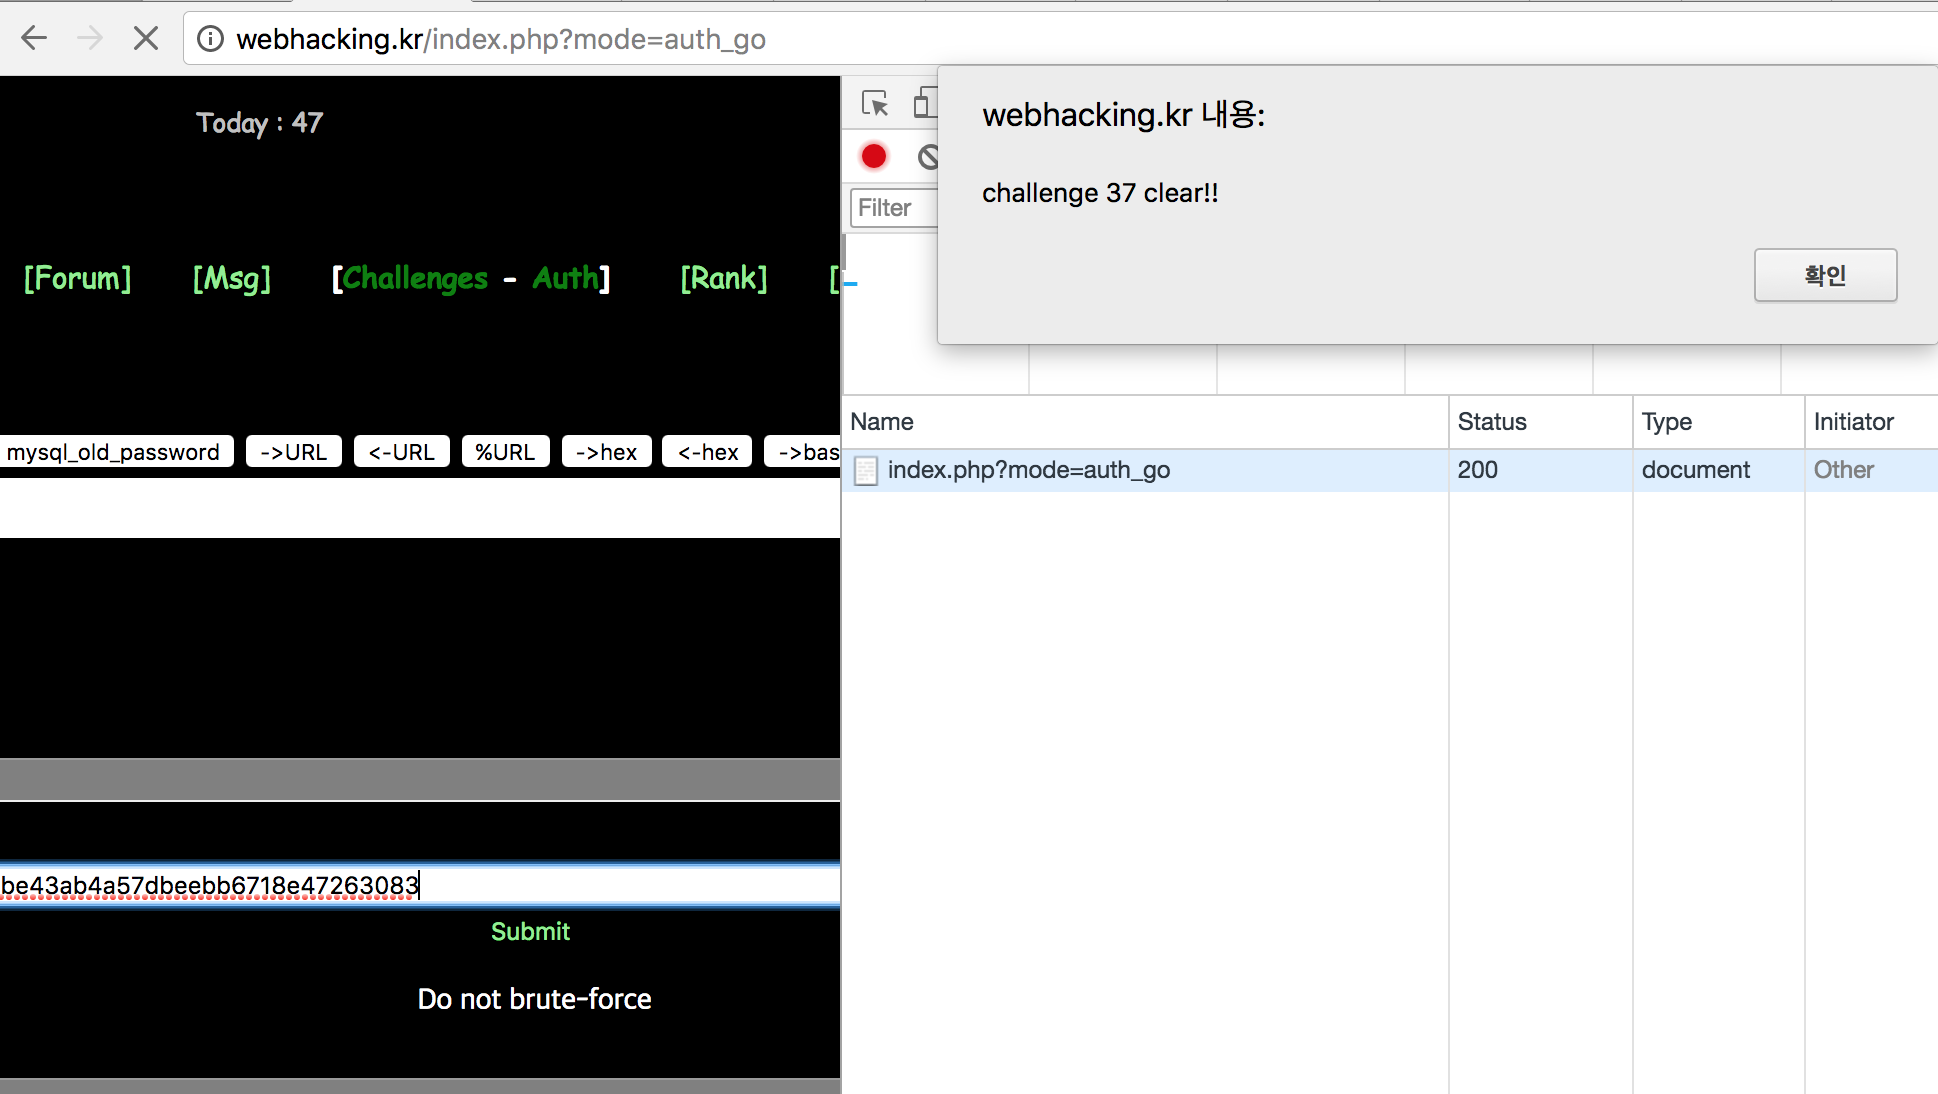 webhacking.kr/index.php?mode=auth_go
Today : 47
[Forum] [Msg] [Challenges - Auth] [Rank] [
mysql_old_password ->URL <-URL %URL ->hex <-hex ->bas
be43ab4a57dbeebb6718e47263083
Submit
Do not brute-force
webhacking.kr 내용:
challenge 37 clear!!
확인
Filter
Name Status Type Initiator
index.php?mode=auth_go 200 document Other